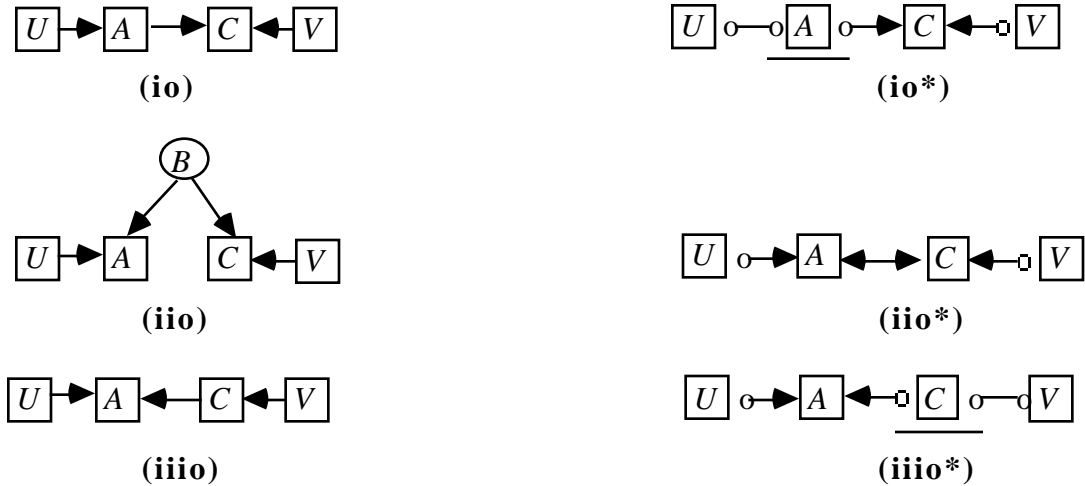 U A C V U o o A o C o V
(io) (io*)
B
U A C V U o A C o V
(iio) (iio*)
U A C V U o A o C o o V
(iiio) (iiio*)